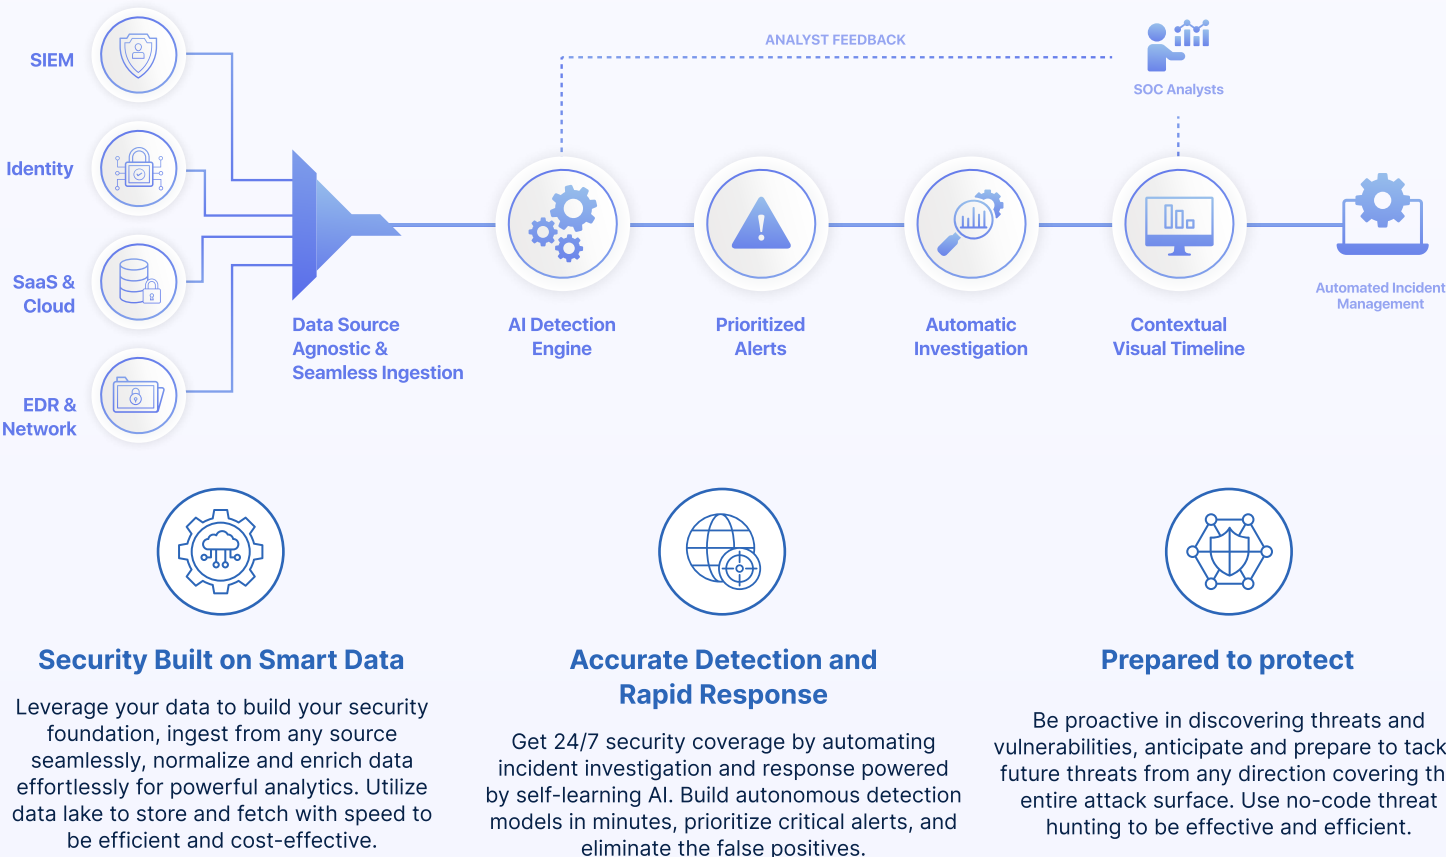 SIEM
Identity
SaaS &
Cloud
EDR &
Network
Data Source
Agnostic &
Seamless Ingestion
ANALYST FEEDBACK
SOC Analysts
AI Detection
Engine
Prioritized
Alerts
Automatic
Investigation
Contextual
Visual Timeline
Automated Incident
Management
Security Built on Smart Data
Leverage your data to build your security
foundation, ingest from any source
seamlessly, normalize and enrich data
effortlessly for powerful analytics. Utilize
data lake to store and fetch with speed to
be efficient and cost-effective.
Accurate Detection and
Rapid Response
Get 24/7 security coverage by automating
incident investigation and response powered
by self-learning AI. Build autonomous detection
models in minutes, prioritize critical alerts, and
eliminate the false positives.
Prepared to protect
Be proactive in discovering threats and
vulnerabilities, anticipate and prepare to tack
future threats from any direction covering th
entire attack surface. Use no-code threat
hunting to be effective and efficient.